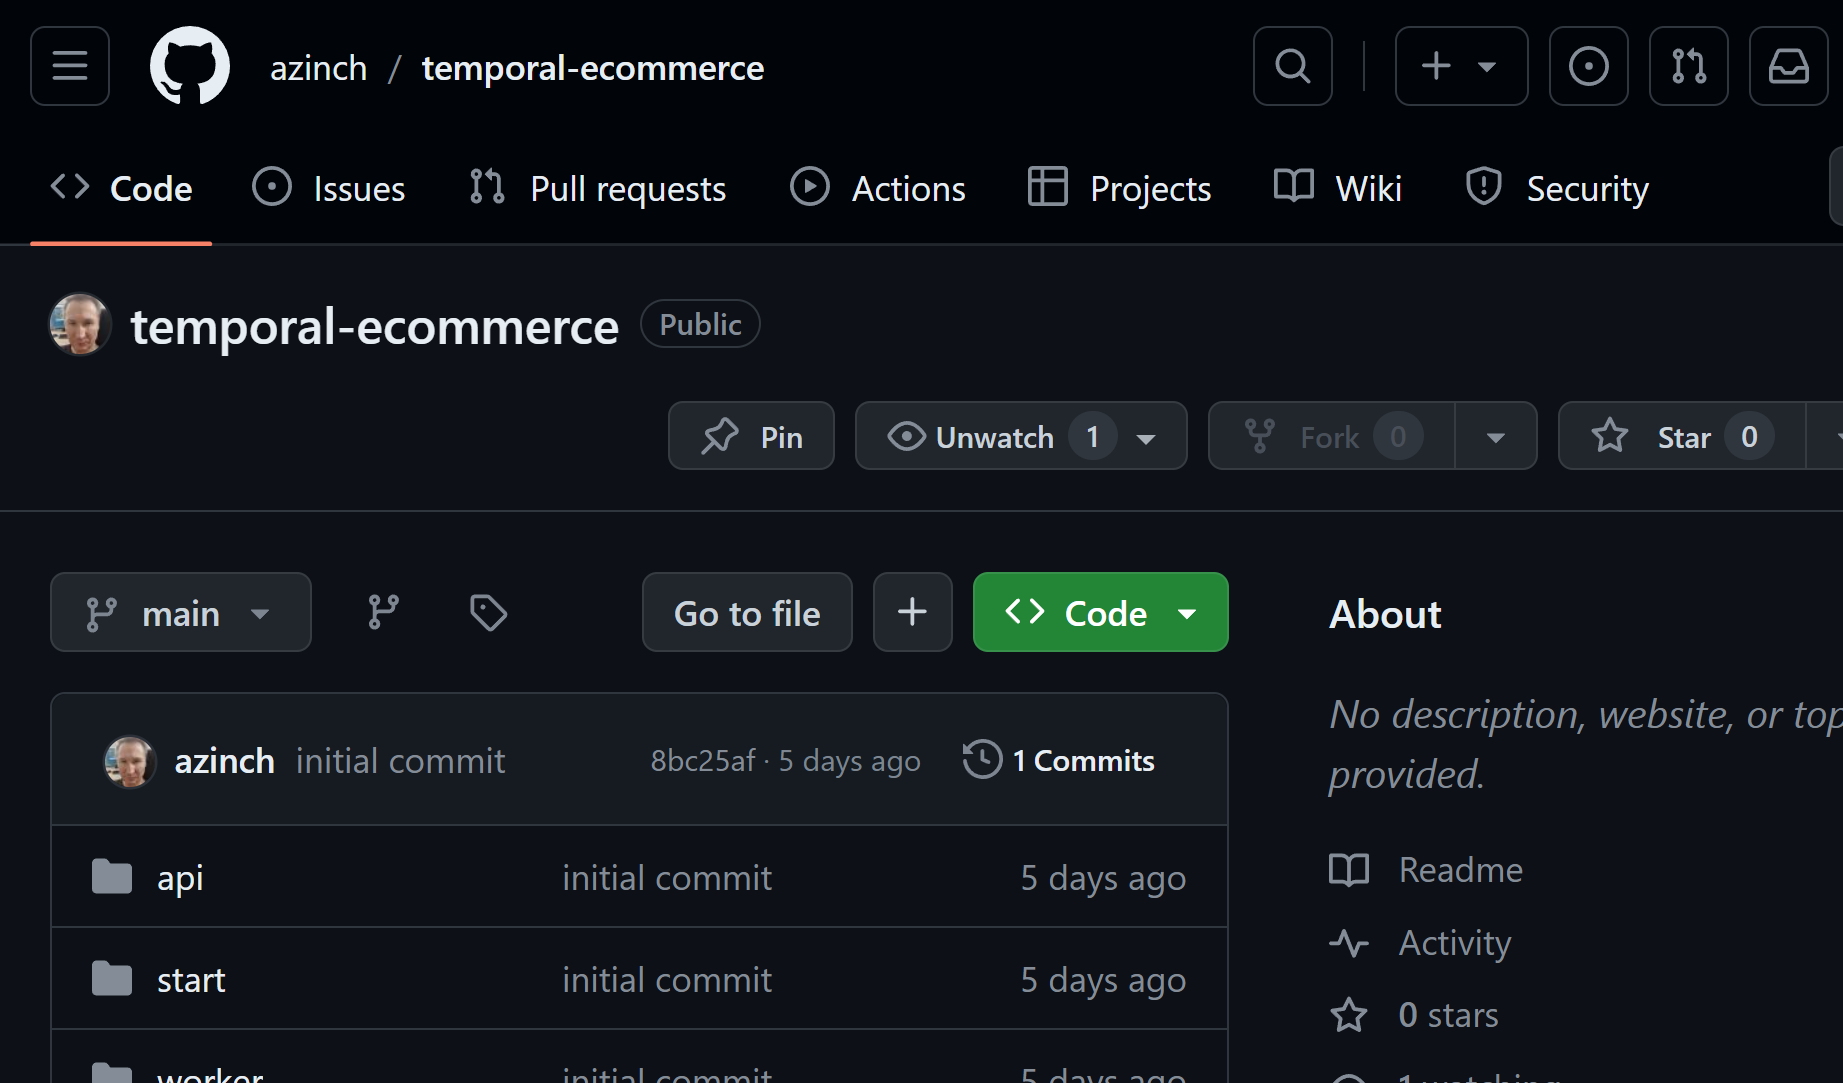 azinch / temporal-ecommerce
Code Issues Pull requests Actions Projects Wiki Security
temporal-ecommerce Public
Pin Unwatch 1 Fork 0 Star 0
main Go to file Code
azinch initial commit 8bc25af · 5 days ago 1 Commits
api initial commit 5 days ago
start initial commit 5 days ago
worker initial commit 5 days ago
About
No description, website, or top
provided.
Readme
Activity
0 stars
1 watching